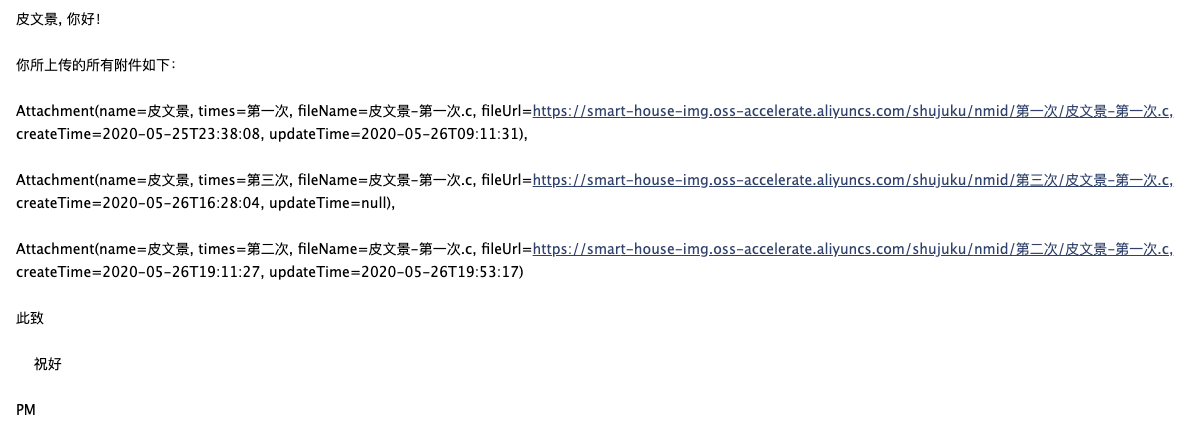 皮文景, 你好!
你所上传的所有附件如下:
Attachment(name=皮文景, times=第一次, fileName=皮文景-第一次.c, fileUrl=https://smart-house-img.oss-accelerate.aliyuncs.com/shujuku/nmid/第一次/皮文景-第一次.c,
createTime=2020-05-25T23:38:08, updateTime=2020-05-26T09:11:31),
Attachment(name=皮文景, times=第三次, fileName=皮文景-第一次.c, fileUrl=https://smart-house-img.oss-accelerate.aliyuncs.com/shujuku/nmid/第三次/皮文景-第一次.c,
createTime=2020-05-26T16:28:04, updateTime=null),
Attachment(name=皮文景, times=第二次, fileName=皮文景-第一次.c, fileUrl=https://smart-house-img.oss-accelerate.aliyuncs.com/shujuku/nmid/第二次/皮文景-第一次.c,
createTime=2020-05-26T19:11:27, updateTime=2020-05-26T19:53:17)
此致
祝好
PM